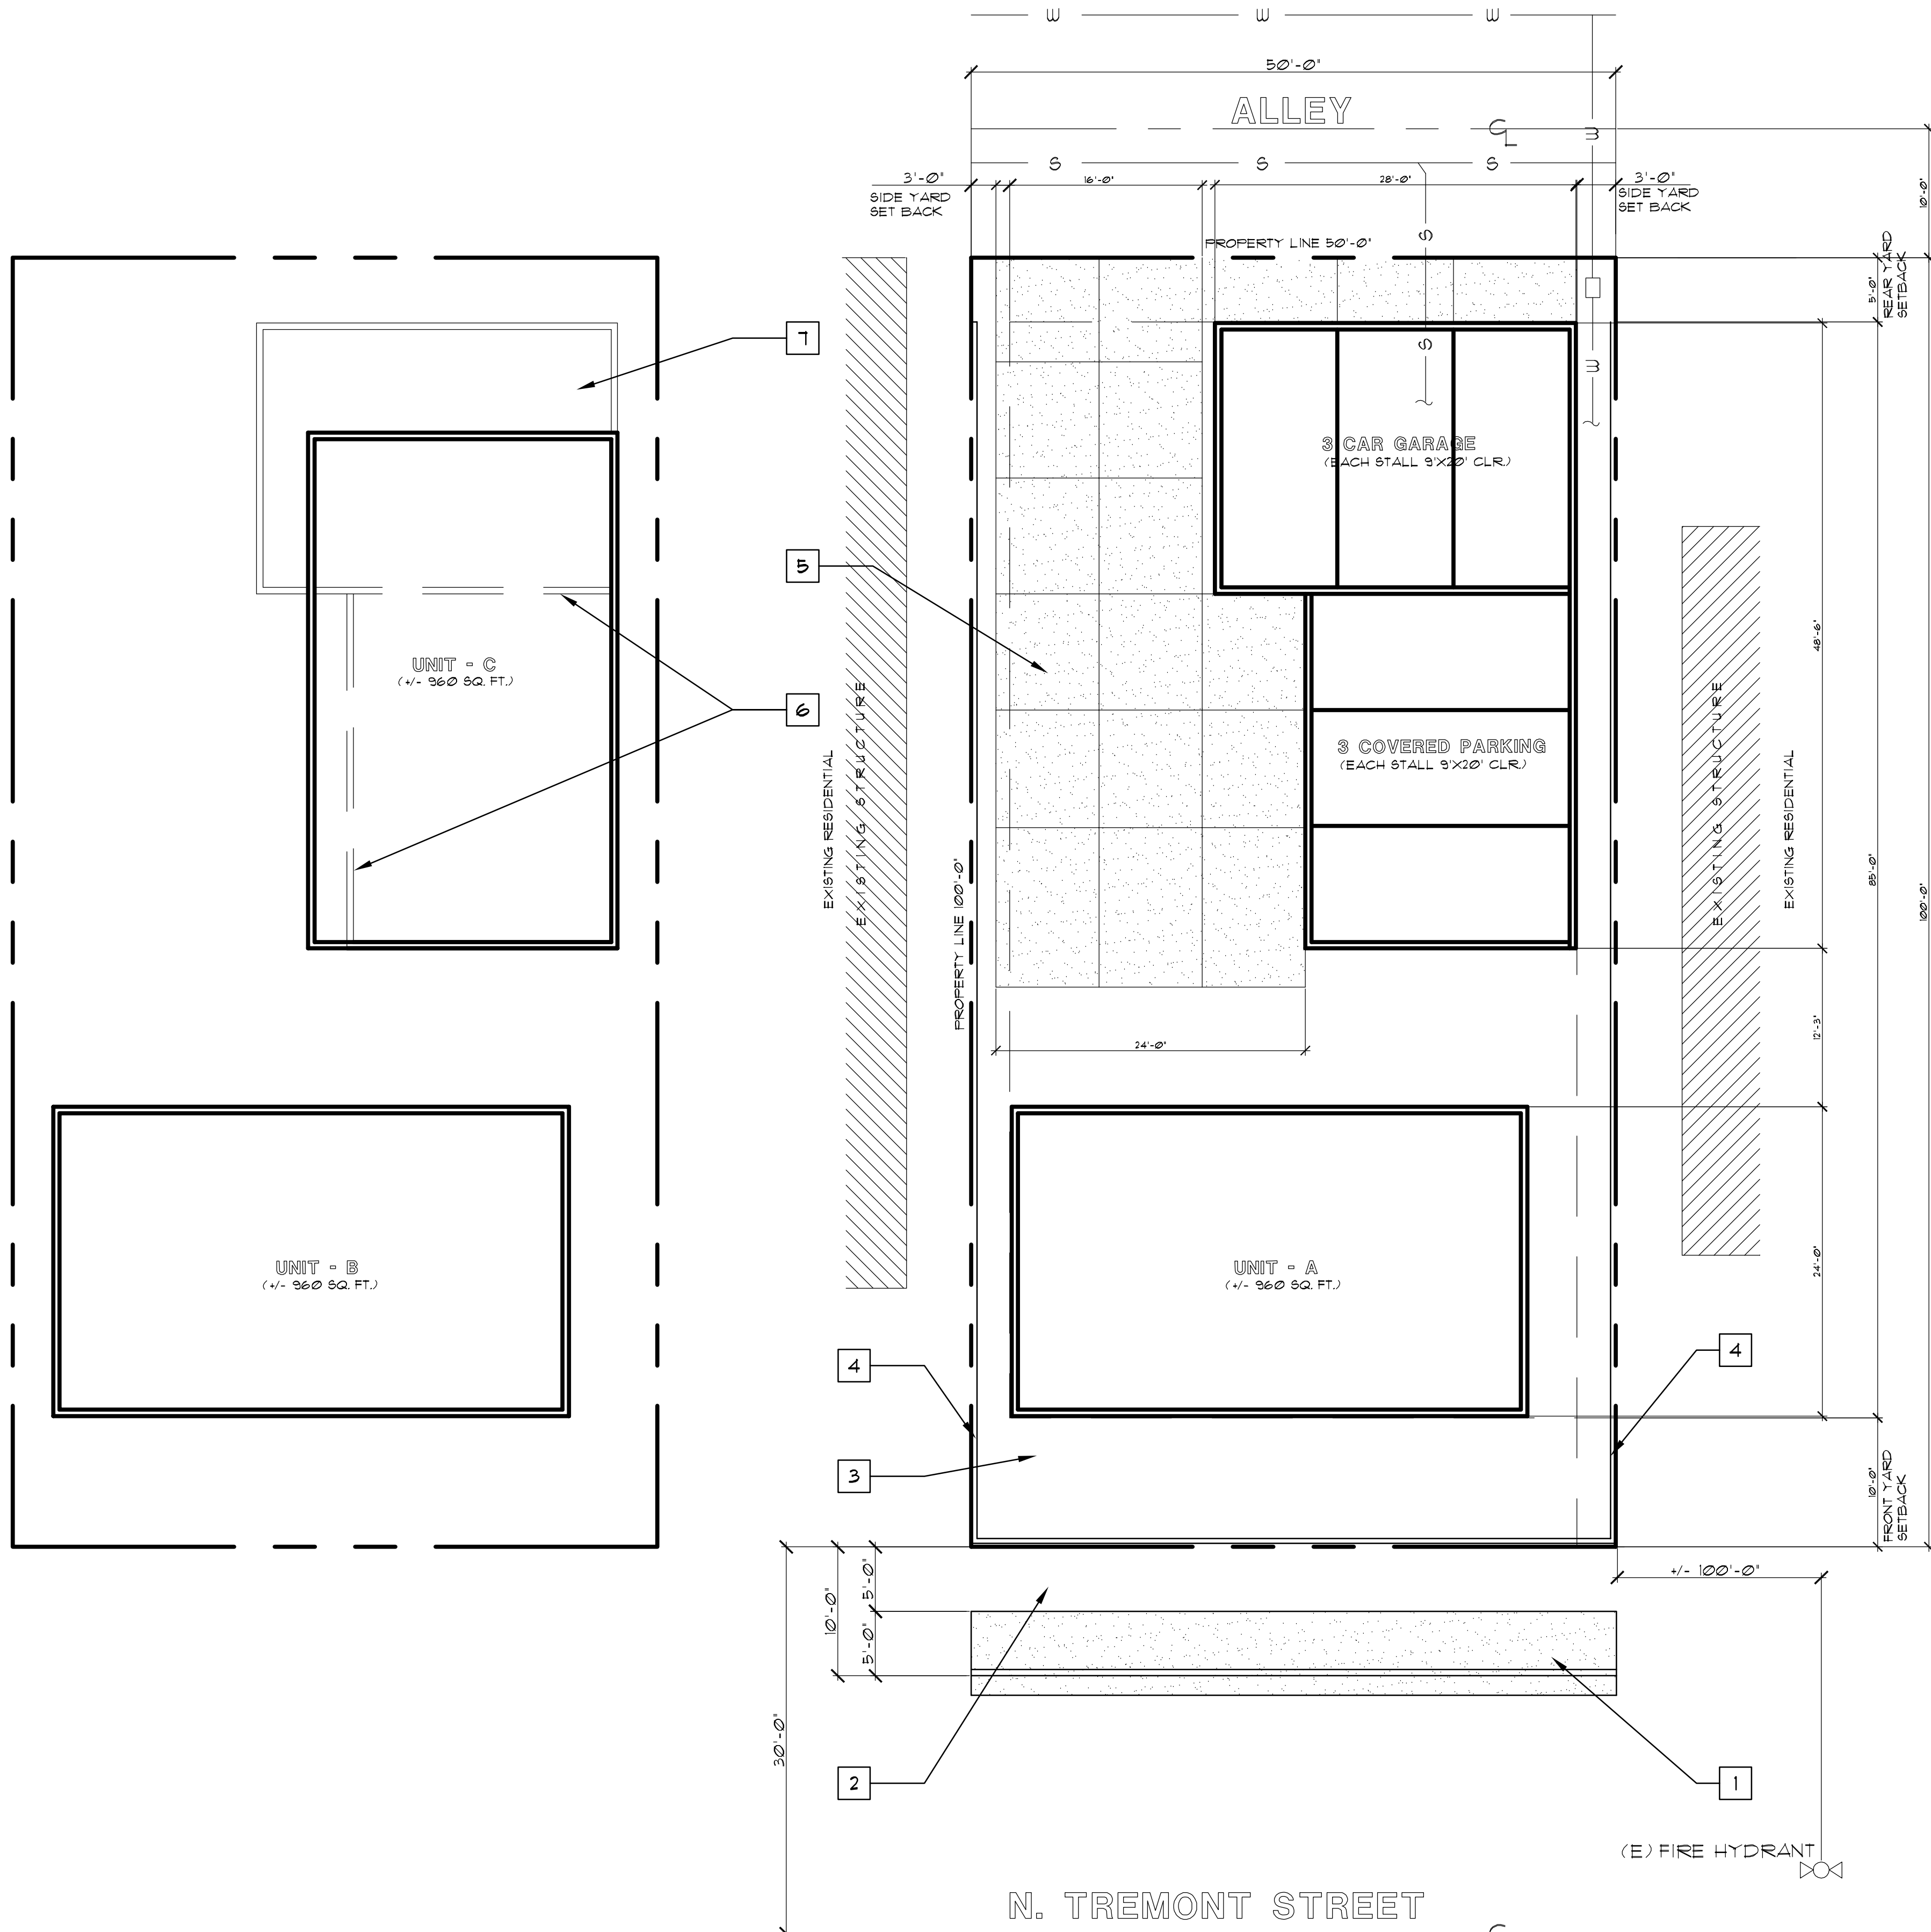 W W W
50'-0"
ALLEY
C L
W
S S S
3'-0"
SIDE YARD
SET BACK
16'-0"
28'-0"
3'-0"
SIDE YARD
SET BACK
10'-0"
S
PROPERTY LINE 50'-0"
5'-0"
REAR YARD
SETBACK
7
S
W
3 CAR GARAGE
(EACH STALL 9'X20' CLR.)
5
UNIT - C
(+/- 960 SQ. FT.)
6
EXISTING RESIDENTIAL
EXISTING STRUCTURE
48'-6"
EXISTING STRUCTURE
EXISTING RESIDENTIAL
3 COVERED PARKING
(EACH STALL 9'X20' CLR.)
PROPERTY LINE 100'-0"
85'-0"
100'-0"
24'-0"
12'-3"
UNIT - B
(+/- 960 SQ. FT.)
UNIT - A
(+/- 960 SQ. FT.)
24'-0"
4
4
3
10'-0"
FRONT YARD
SETBACK
5'-0"
10'-0"
5'-0"
+/- 100'-0"
30'-0"
2
1
(E) FIRE HYDRANT
N. TREMONT STREET